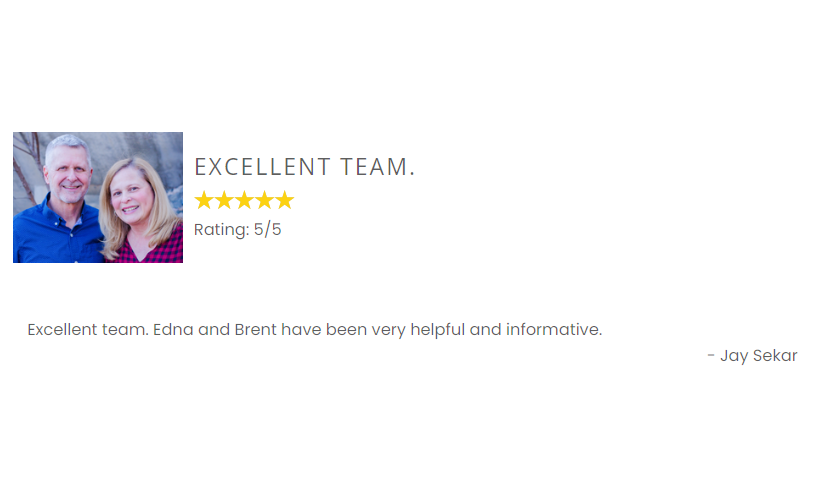 EXCELLENT TEAM.
Rating: 5/5
Excellent team. Edna and Brent have been very helpful and informative.
- Jay Sekar